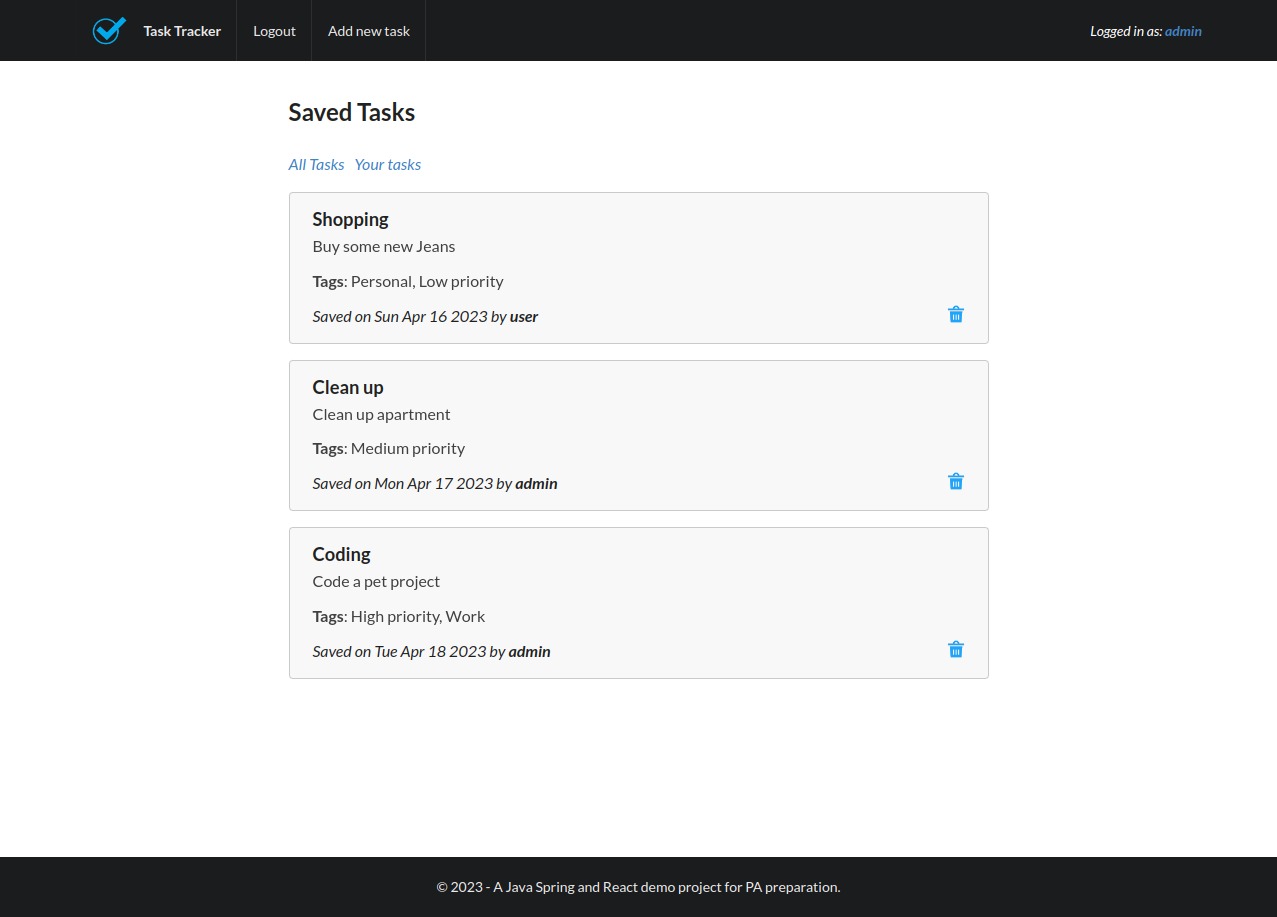 Task Tracker Logout Add new task Logged in as: admin
Saved Tasks
All Tasks Your tasks
Shopping
Buy some new Jeans
Tags: Personal, Low priority
Saved on Sun Apr 16 2023 by user
Clean up
Clean up apartment
Tags: Medium priority
Saved on Mon Apr 17 2023 by admin
Coding
Code a pet project
Tags: High priority, Work
Saved on Tue Apr 18 2023 by admin
© 2023 - A Java Spring and React demo project for PA preparation.